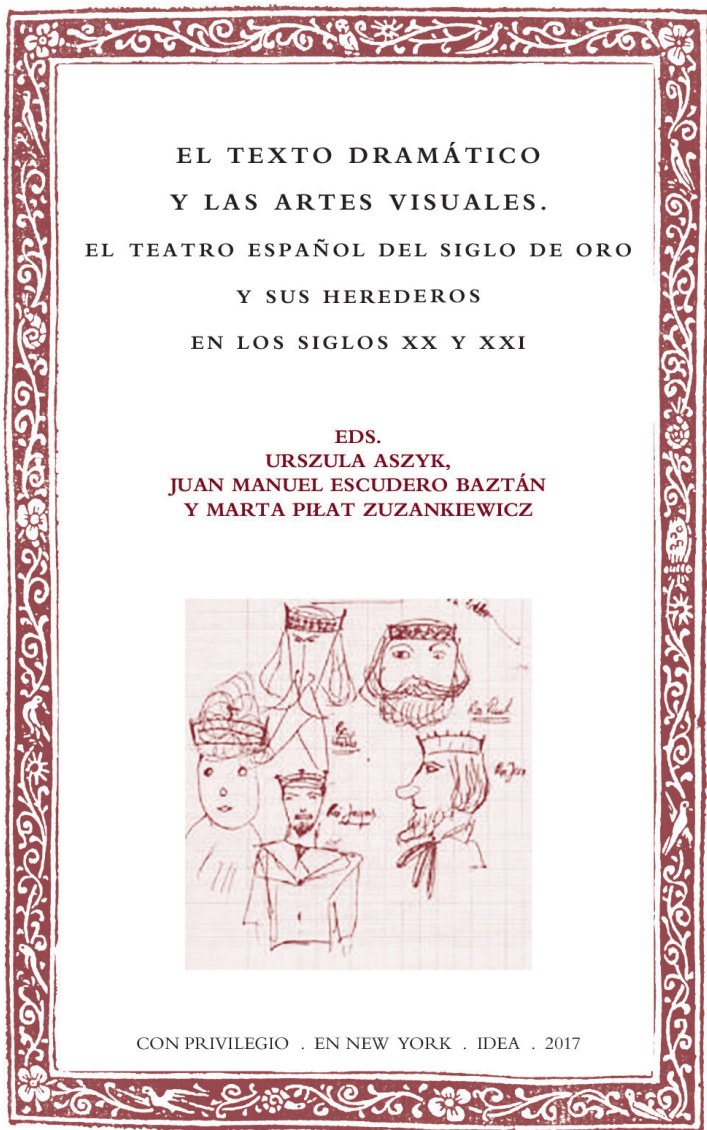 EL TEXTO DRAMÁTICO
Y LAS ARTES VISUALES.
EL TEATRO ESPAÑOL DEL SIGLO DE ORO
Y SUS HEREDEROS
EN LOS SIGLOS XX Y XXI
EDS.
URSZULA ASZYK,
JUAN MANUEL ESCUDERO BAZTÁN
Y MARTA PIŁAT ZUZANKIEWICZ
CON PRIVILEGIO . EN NEW YORK . IDEA . 2017